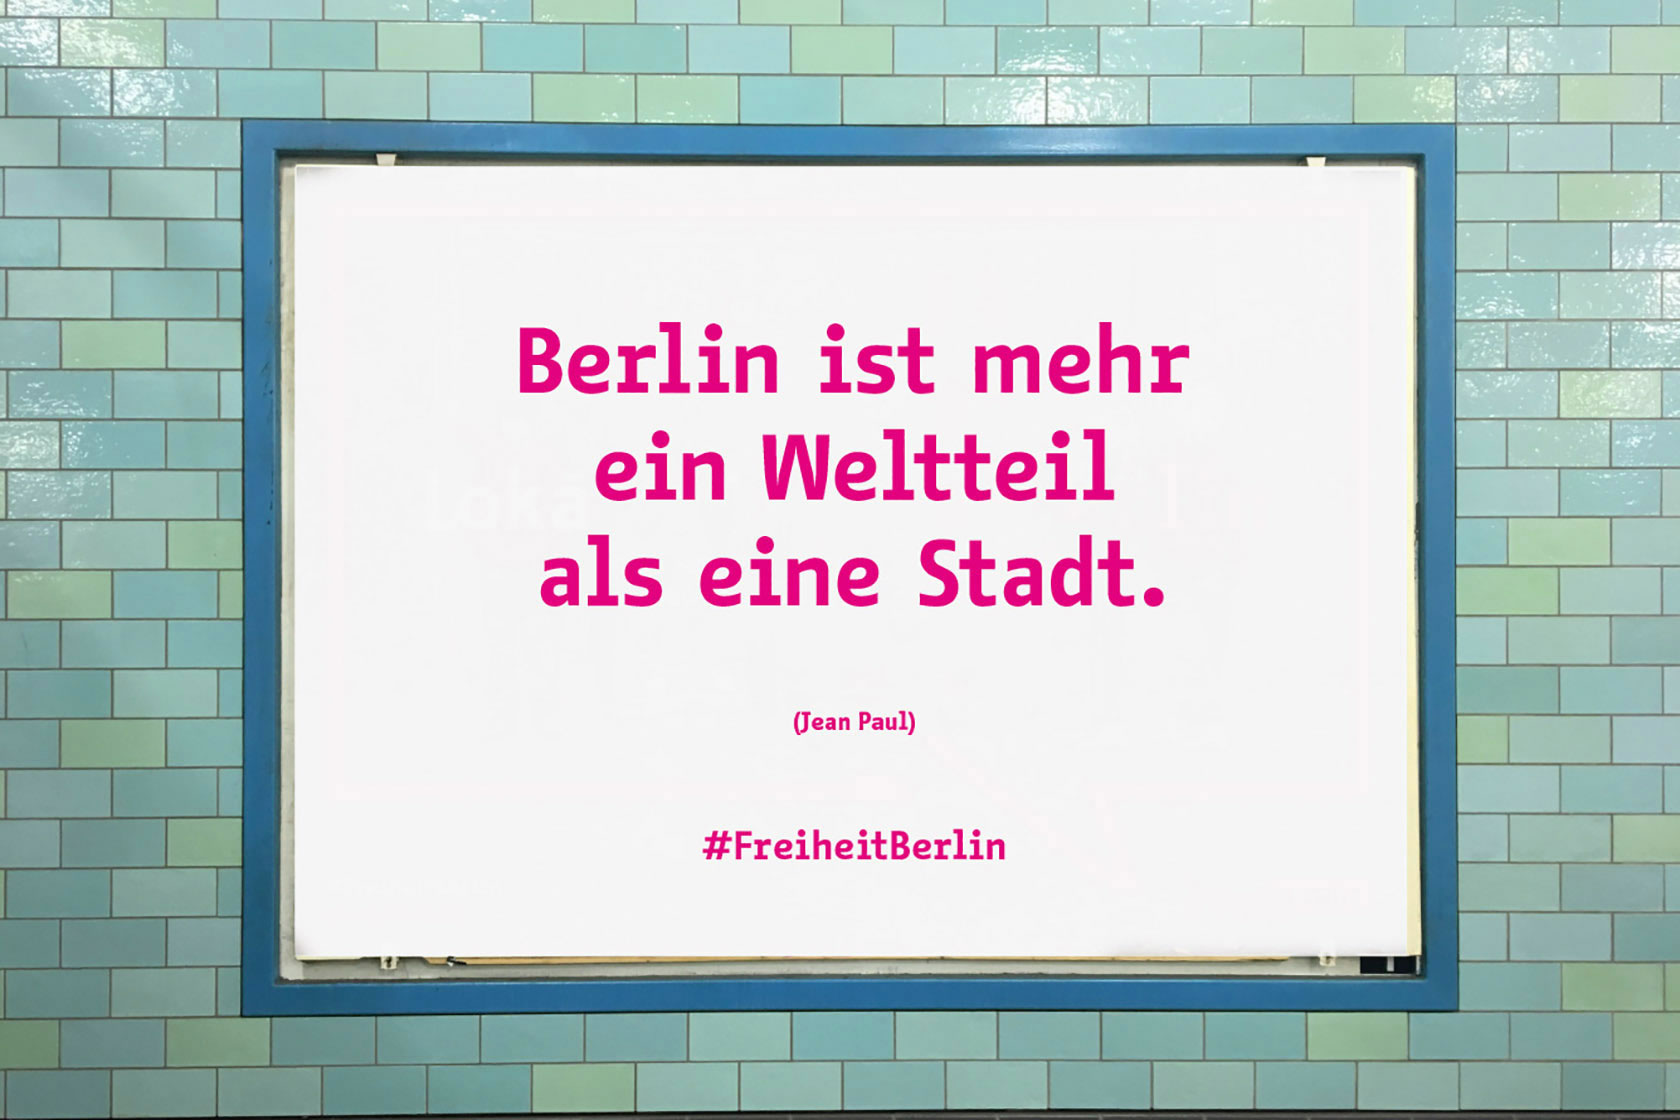 Berlin ist mehr
ein Weltteil
als eine Stadt.
(Jean Paul)
#FreiheitBerlin